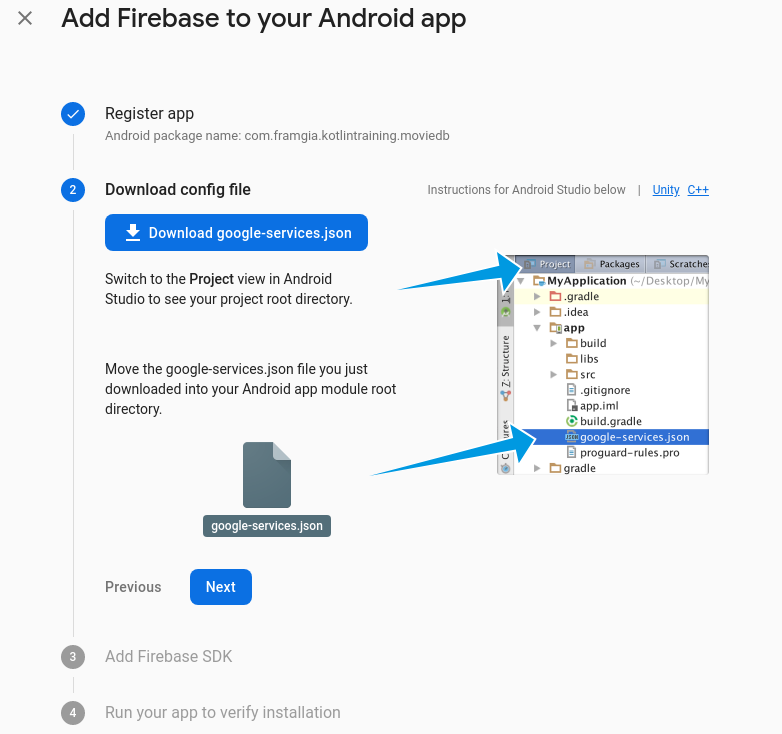 Add Firebase to your Android app
Register app
Android package name: com.framgia.kotlintraining.moviedb
2
Download config file
Instructions for Android Studio below | Unity C++
Download google-services.json
Switch to the Project view in Android
Studio to see your project root directory.
Move the google-services.json file you just
downloaded into your Android app module root
directory.
google-services.json
Project Packages Scratche
MyApplication (~/Desktop/My
.gradle
.idea
app
build
libs
src
.gitignore
app.iml
build.gradle
google-services.json
proguard-rules.pro
gradle
Z: Structure
Previous
Next
3
Add Firebase SDK
4
Run your app to verify installation